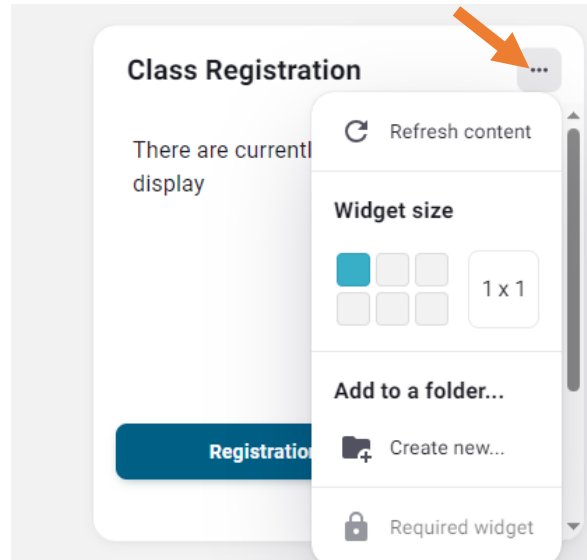 Class Registration
...
There are currentl
display
Refresh content
Widget size
1 x 1
Add to a folder...
Create new...
Registration
Required widget